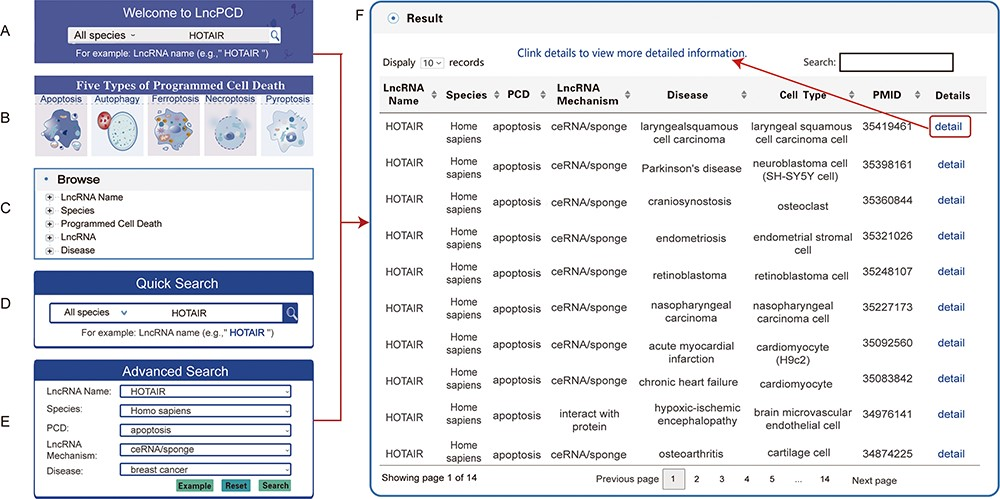 A
Welcome to LncPCD
All species HOTAIR
For example: LncRNA name (e.g.," HOTAIR ")
B
Five Types of Programmed Cell Death
Apoptosis Autophagy Ferroptosis Necroptosis Pyroptosis
C
Browse
LncRNA Name
Species
Programmed Cell Death
LncRNA
Disease
D
Quick Search
All species HOTAIR
For example: LncRNA name (e.g.," HOTAIR ")
E
Advanced Search
LncRNA Name: HOTAIR
Species: Homo sapiens
PCD: apoptosis
LncRNA
Mechanism: ceRNA/sponge
Disease: breast cancer
Example Reset Search
F
Result
Clink details to view more detailed information.
Dispaly 10 records Search:
LncRNA Name Species PCD LncRNA Mechanism Disease Cell Type PMID Details
HOTAIR Home sapiens apoptosis ceRNA/sponge laryngealsquamous cell carcinoma laryngeal squamous cell carcinoma cell 35419461 detail
HOTAIR Home sapiens apoptosis ceRNA/sponge Parkinson's disease neuroblastoma cell (SH-SY5Y cell) 35398161 detail
HOTAIR Home sapiens apoptosis ceRNA/sponge craniosynostosis osteoclast 35360844 detail
HOTAIR Home sapiens apoptosis ceRNA/sponge endometriosis endometrial stromal cell 35321026 detail
HOTAIR Home sapiens apoptosis ceRNA/sponge retinoblastoma retinoblastoma cell 35248107 detail
HOTAIR Home sapiens apoptosis ceRNA/sponge nasopharyngeal carcinoma nasopharyngeal carcinoma cell 35227173 detail
HOTAIR Home sapiens apoptosis ceRNA/sponge acute myocardial infarction cardiomyocyte (H9c2) 35092560 detail
HOTAIR Home sapiens apoptosis ceRNA/sponge chronic heart failure cardiomyocyte 35083842 detail
HOTAIR Home sapiens apoptosis interact with protein hypoxic-ischemic encephalopathy brain microvascular endothelial cell 34976141 detail
HOTAIR Home sapiens apoptosis ceRNA/sponge osteoarthritis cartilage cell 34874225 detail
Showing page 1 of 14 Previous page 1 2 3 4 5 ... 14 Next page